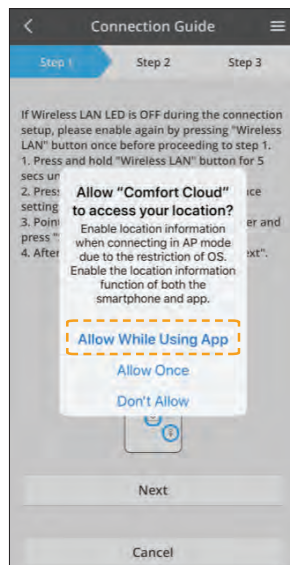 Connection Guide
Step 1
Step 2
Step 3
If Wireless LAN LED is OFF during the connection
setup, please enable again by pressing "Wireless
LAN" button once before proceeding to step 1.
1. Press and hold "Wireless LAN" button for 5
secs
2. Press
setting
3. Point
er and
press "
4. After
ext".
Allow “Comfort Cloud”
to access your location?
Enable location information
when connecting in AP mode
due to the restriction of OS.
Enable the location information
function of both the
smartphone and app.
Allow While Using App
Allow Once
Don't Allow
Next
Cancel